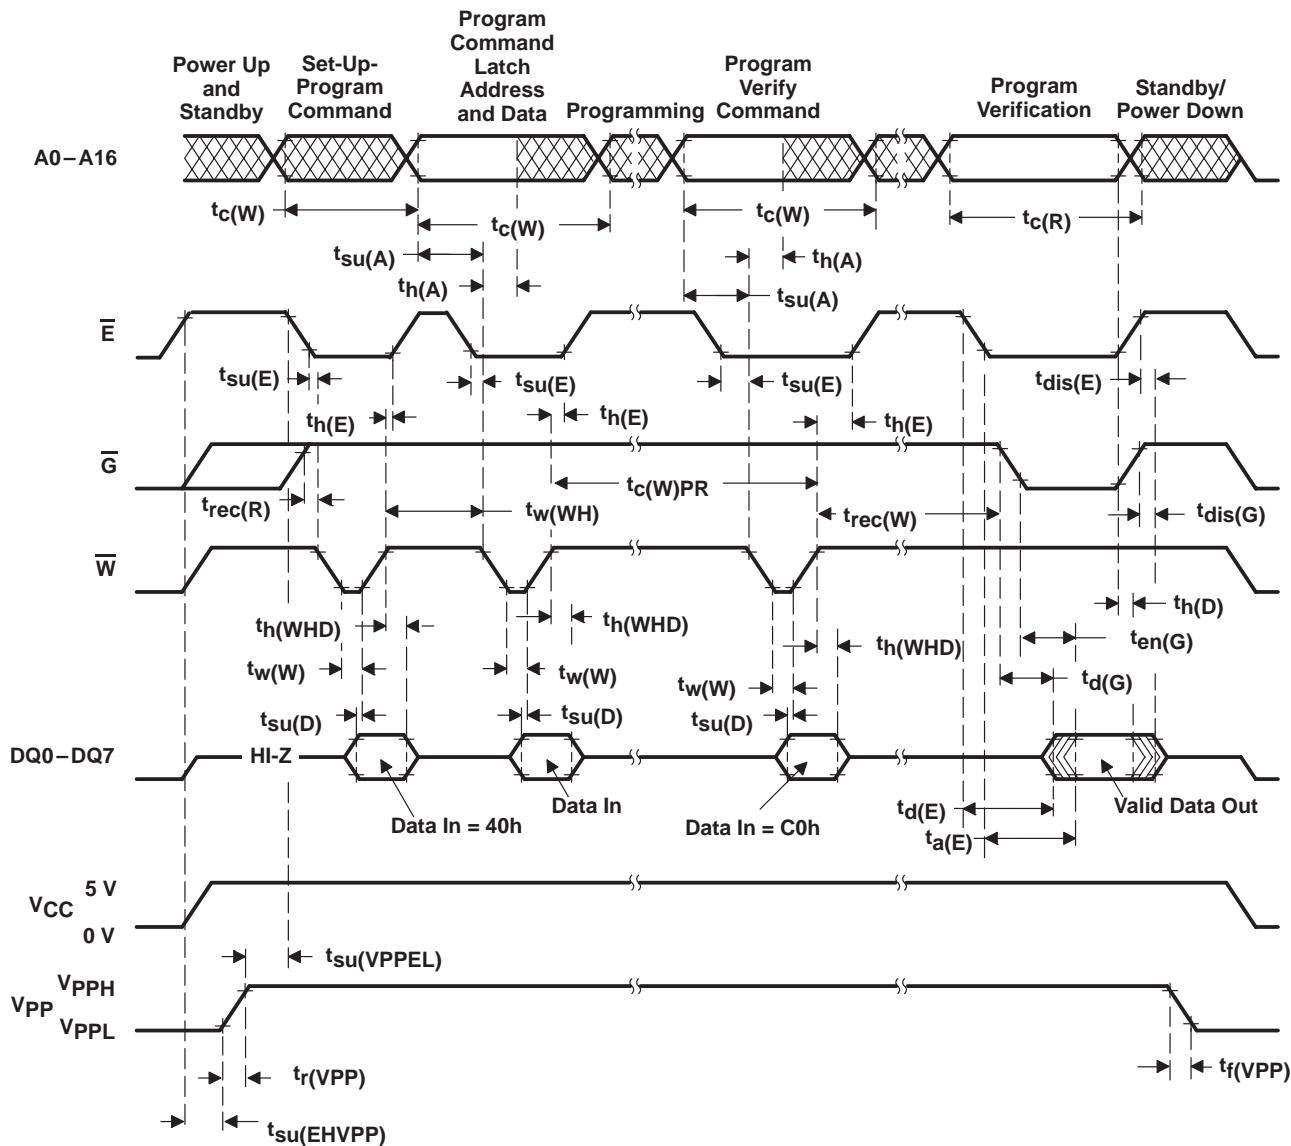 Power Up
and
Standby
Set-Up-
Program
Command
Program
Command
Latch
Address
and Data
Programming
Program
Verify
Command
Program
Verification
Standby/
Power Down
A0–A16
tc(W)
tc(W)
tc(W)
tc(R)
tsu(A)
th(A)
th(A)
tsu(A)
E
tsu(E)
tsu(E)
tsu(E)
tdis(E)
th(E)
th(E)
th(E)
G
trec(R)
tw(WH)
tc(W)PR
trec(W)
tdis(G)
W
th(WHD)
th(WHD)
th(WHD)
th(D)
ten(G)
tw(W)
tw(W)
tw(W)
td(G)
tsu(D)
tsu(D)
tsu(D)
DQ0–DQ7
HI-Z
Data In = 40h
Data In
Data In = C0h
Valid Data Out
td(E)
ta(E)
5 V
VCC
0 V
tsu(VPPEL)
VPPH
VPP
VPPL
tr(VPP)
tf(VPP)
tsu(EHVPP)